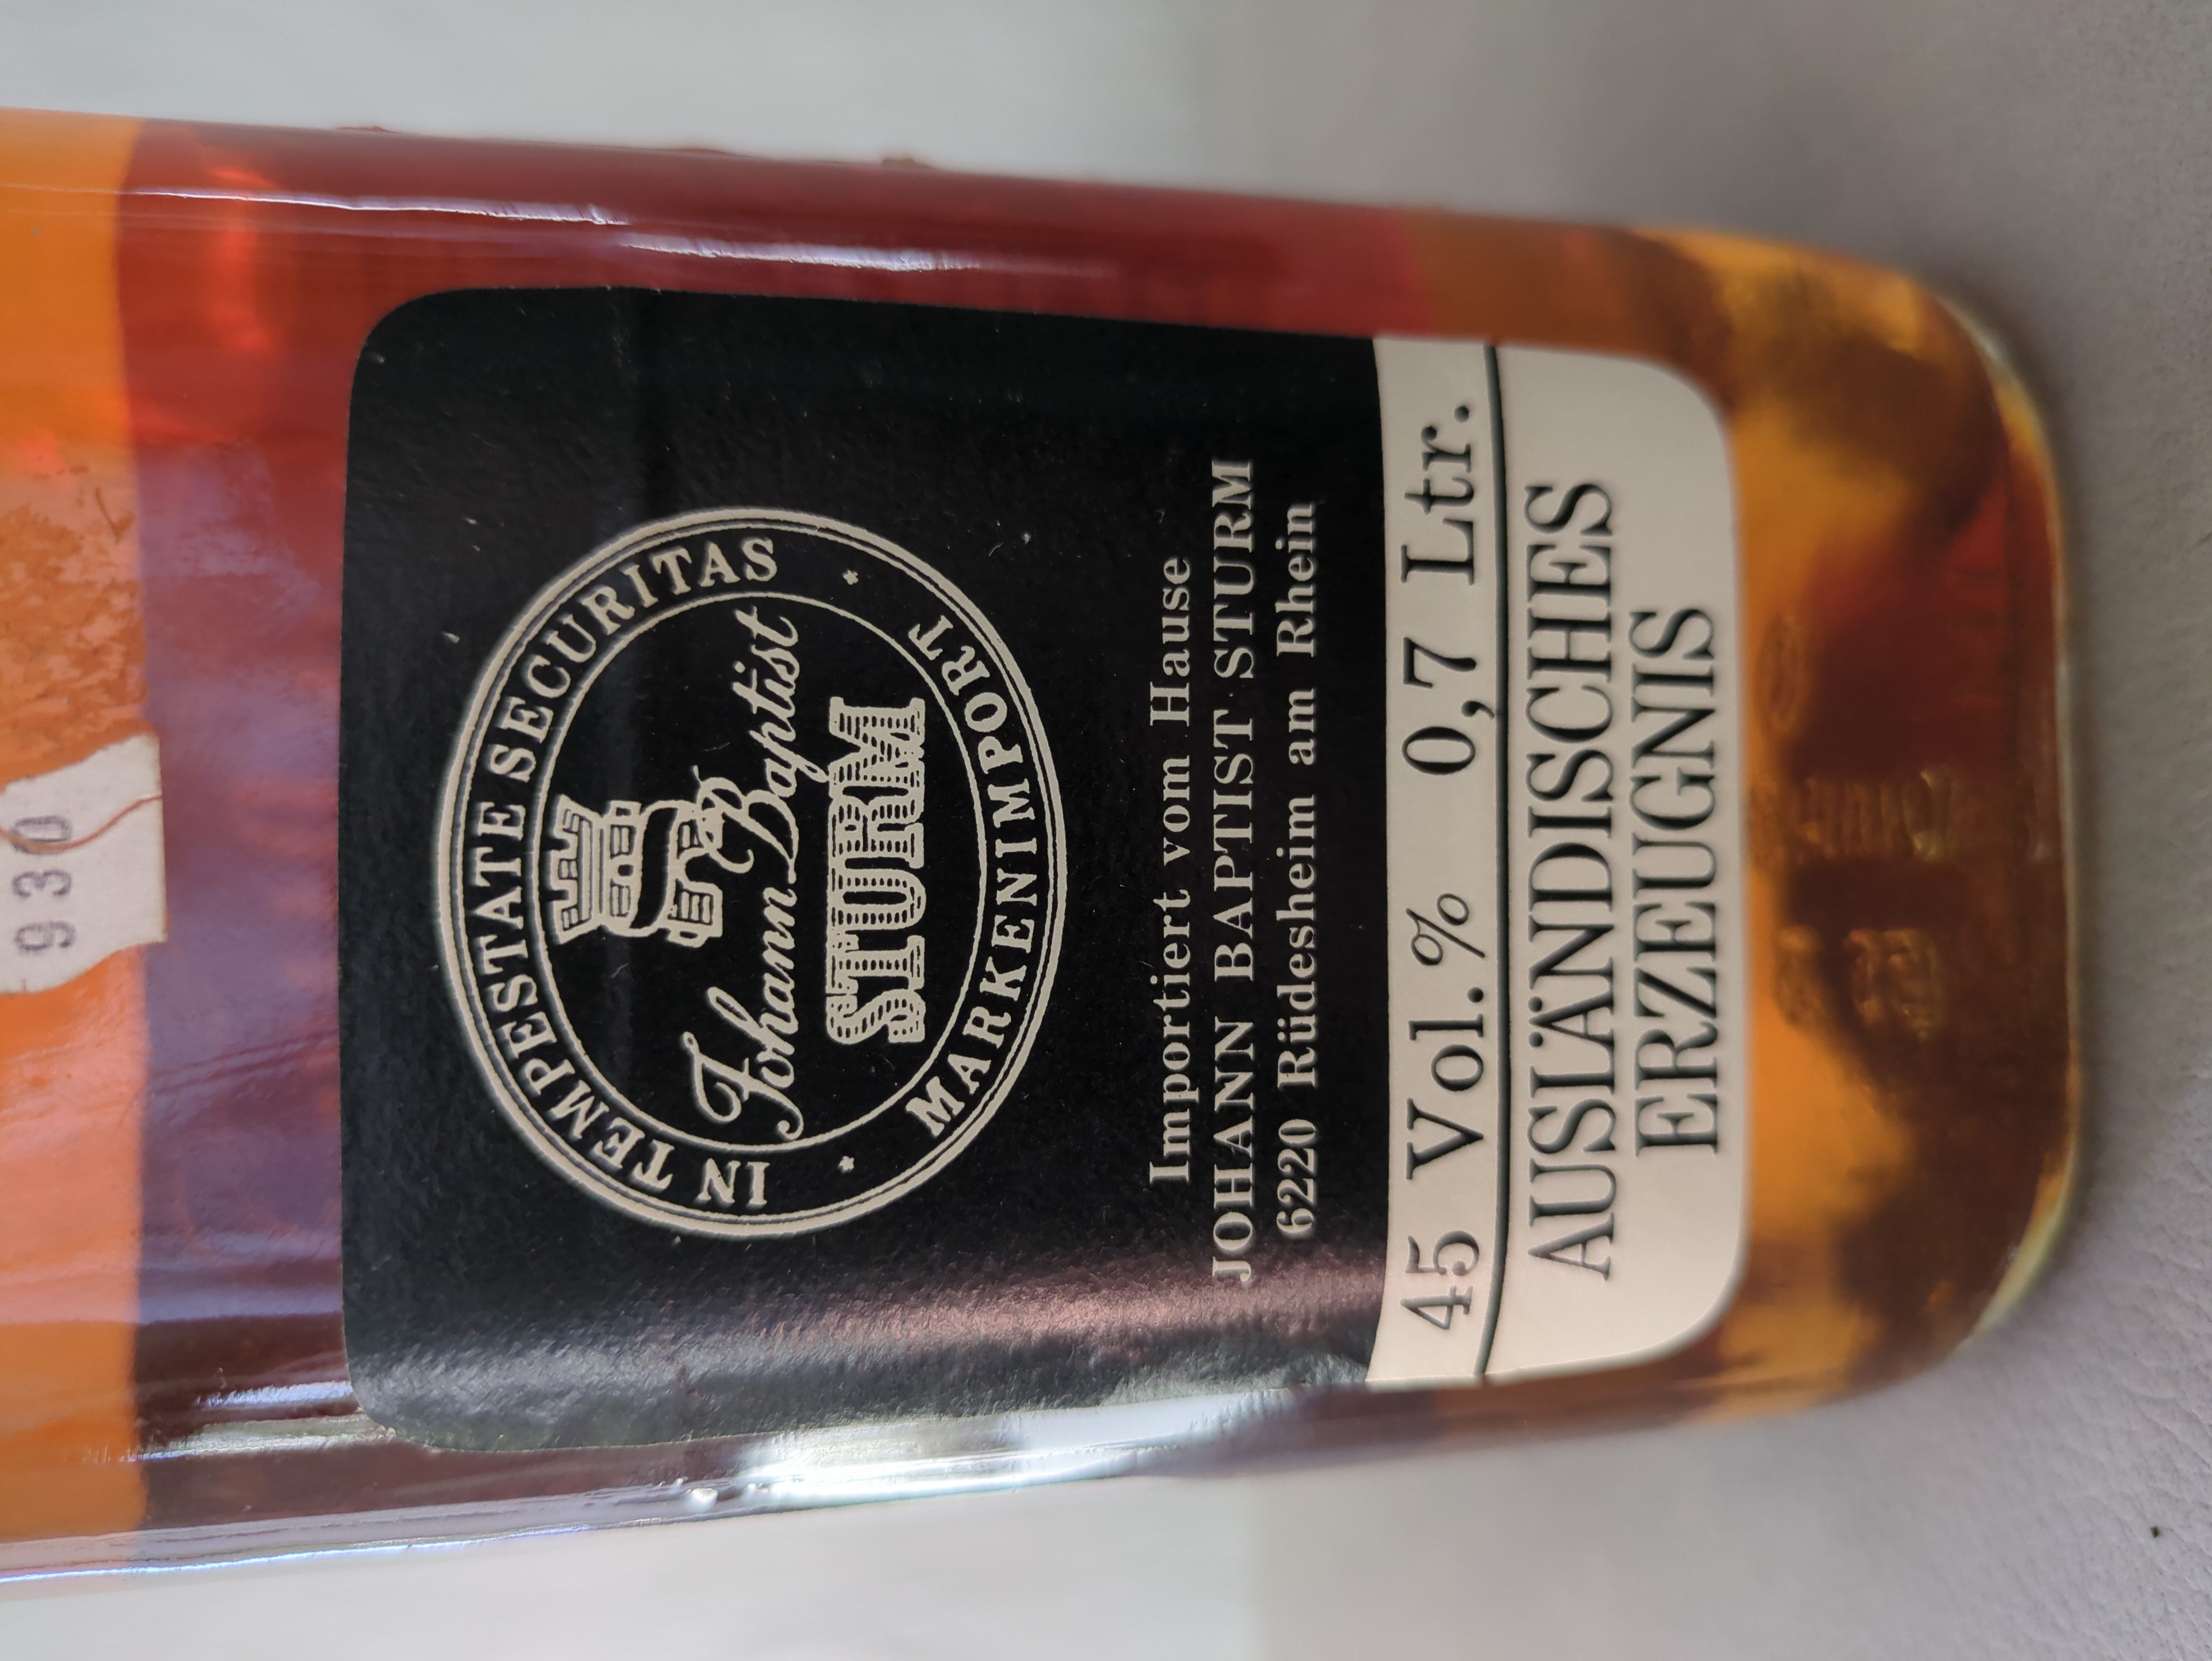 930
IN TEMPESTATE SECURITAS
Johann Baptist
STURM
MARKENIMPORT
Importiert vom Hause
JOHANN BAPTIST STURM
6220 Rüdesheim am Rhein
45 Vol.% 0,7 Ltr.
AUSLÄNDISCHES
ERZEUGNIS